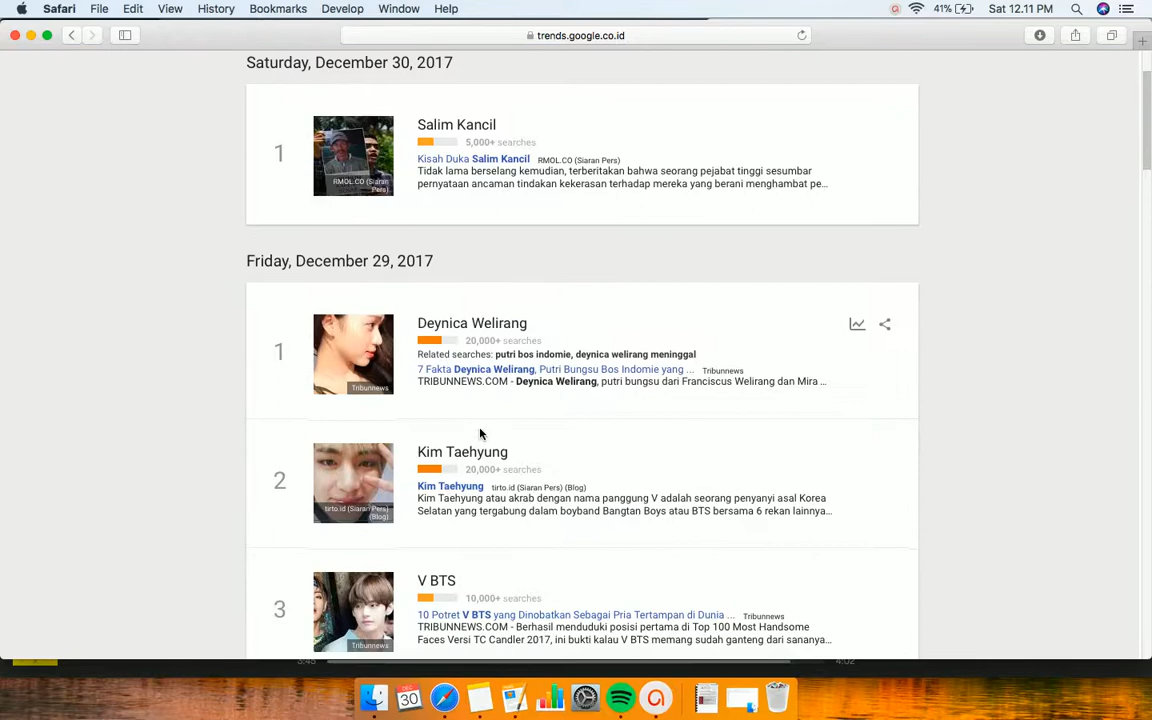 Safari File Edit View History Bookmarks Develop Window Help 41% Sat 12.11 PM
trends.google.co.id
Saturday, December 30, 2017
1
RMOL.CO (Siaran Pers)
Salim Kancil
5,000+ searches
Kisah Duka Salim Kancil RMOL.CO (Siaran Pers)
Tidak lama berselang kemudian, terberitakan bahwa seorang pejabat tinggi sesumbar
pernyataan ancaman tindakan kekerasan terhadap mereka yang berani menghambat pe...
Friday, December 29, 2017
1
Tribunnews
Deynica Welirang
20,000+ searches
Related searches: putri bos indomie, deynica welirang meninggal
7 Fakta Deynica Welirang, Putri Bungsu Bos Indomie yang ... Tribunnews
TRIBUNNEWS.COM - Deynica Welirang, putri bungsu dari Franciscus Welirang dan Mira ...
2
tirto.id (Siaran Pers) (Blog)
Kim Taehyung
20,000+ searches
Kim Taehyung tirto.id (Siaran Pers) (Blog)
Kim Taehyung atau akrab dengan nama panggung V adalah seorang penyanyi asal Korea
Selatan yang tergabung dalam boyband Bangtan Boys atau BTS bersama 6 rekan lainnya...
3
Tribunnews
V BTS
10,000+ searches
10 Potret V BTS yang Dinobatkan Sebagai Pria Tertampan di Dunia ... Tribunnews
TRIBUNNEWS.COM - Berhasil menduduki posisi pertama di Top 100 Most Handsome
Faces Versi TC Candler 2017, ini bukti kalau V BTS memang sudah ganteng dari sananya...
3:45 4:02
DEC
30